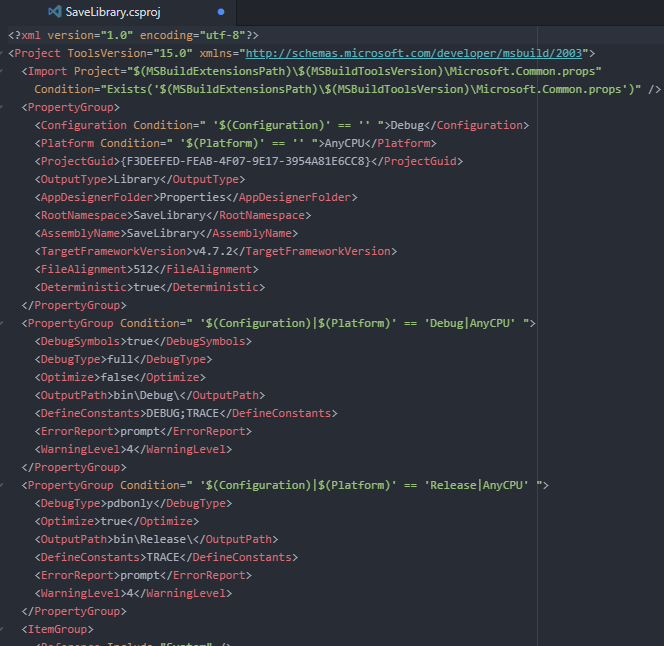 SaveLibrary.csproj
<?xml version="1.0" encoding="utf-8"?>
<Project ToolsVersion="15.0" xmlns="http://schemas.microsoft.com/developer/msbuild/2003">
<Import Project="$(MSBuildExtensionsPath)\$(MSBuildToolsVersion)\Microsoft.Common.props"
Condition="Exists('$(MSBuildExtensionsPath)\$(MSBuildToolsVersion)\Microsoft.Common.props')" />
<PropertyGroup>
<Configuration Condition=" '$(Configuration)' == '' ">Debug</Configuration>
<Platform Condition=" '$(Platform)' == '' ">AnyCPU</Platform>
<ProjectGuid>{F3DEEFED-FEAB-4F07-9E17-3954A81E6CC8}</ProjectGuid>
<OutputType>Library</OutputType>
<AppDesignerFolder>Properties</AppDesignerFolder>
<RootNamespace>SaveLibrary</RootNamespace>
<AssemblyName>SaveLibrary</AssemblyName>
<TargetFrameworkVersion>v4.7.2</TargetFrameworkVersion>
<FileAlignment>512</FileAlignment>
<Deterministic>true</Deterministic>
</PropertyGroup>
<PropertyGroup Condition=" '$(Configuration)|$(Platform)' == 'Debug|AnyCPU' ">
<DebugSymbols>true</DebugSymbols>
<DebugType>full</DebugType>
<Optimize>false</Optimize>
<OutputPath>bin\Debug\</OutputPath>
<DefineConstants>DEBUG;TRACE</DefineConstants>
<ErrorReport>prompt</ErrorReport>
<WarningLevel>4</WarningLevel>
</PropertyGroup>
<PropertyGroup Condition=" '$(Configuration)|$(Platform)' == 'Release|AnyCPU' ">
<DebugType>pdbonly</DebugType>
<Optimize>true</Optimize>
<OutputPath>bin\Release\</OutputPath>
<DefineConstants>TRACE</DefineConstants>
<ErrorReport>prompt</ErrorReport>
<WarningLevel>4</WarningLevel>
</PropertyGroup>
<ItemGroup>
<Reference Include="System" />